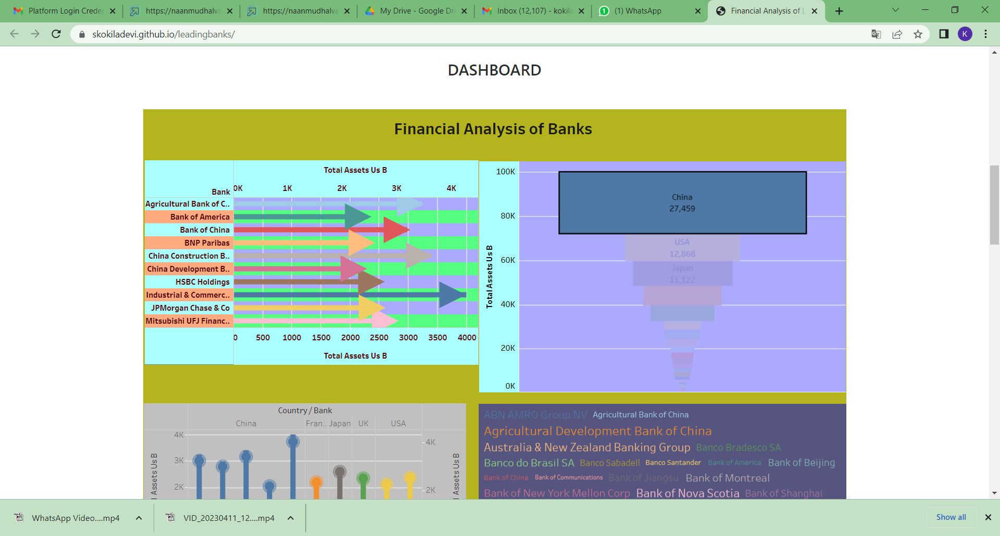 Platform Login Creder
https://naanmudhalva
https://naanmudhalva
My Drive - Google Dri
Inbox (12,107) - kokila
(1) WhatsApp
Financial Analysis of L
skokiladevi.github.io/leadingbanks/
K
DASHBOARD
Financial Analysis of Banks
Total Assets Us B
Bank
0K 1K 2K 3K 4K
Agricultural Bank of C..
Bank of America
Bank of China
BNP Paribas
China Construction B..
China Development B..
HSBC Holdings
Industrial & Commerc..
JPMorgan Chase & Co
Mitsubishi UFJ Financ..
0 500 1000 1500 2000 2500 3000 3500 4000
Total Assets Us B
Total Assets Us B
100K
80K
60K
40K
20K
0K
China
27,459
USA
12,868
Japan
11,122
Country / Bank
China Fran.. Japan UK USA
4K
3K
2K
l Assets Us B
4K
2K
l Assets Us B
ABN AMRO Group NV Agricultural Bank of China
Agricultural Development Bank of China
Australia & New Zealand Banking Group Banco Bradesco SA
Banco do Brasil SA Banco Sabadell Banco Santander Bank of America Bank of Beijing
Bank of China Bank of Communications Bank of Jiangsu Bank of Montreal
Bank of New York Mellon Corp Bank of Nova Scotia Bank of Shanghai
WhatsApp Video....mp4
VID_20230411_12....mp4
Show all